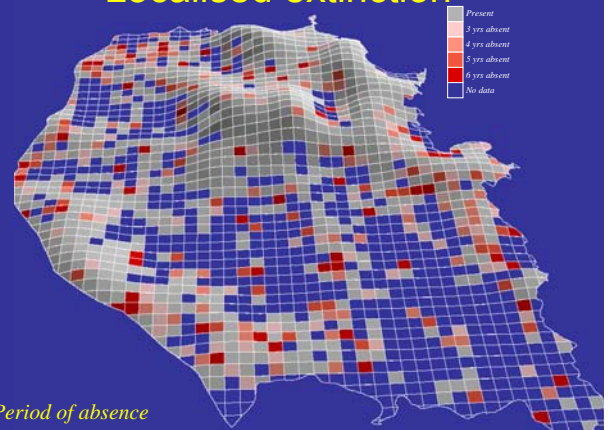 Localised extinction
Present
3 yrs absent
4 yrs absent
5 yrs absent
6 yrs absent
No data
Period of absence